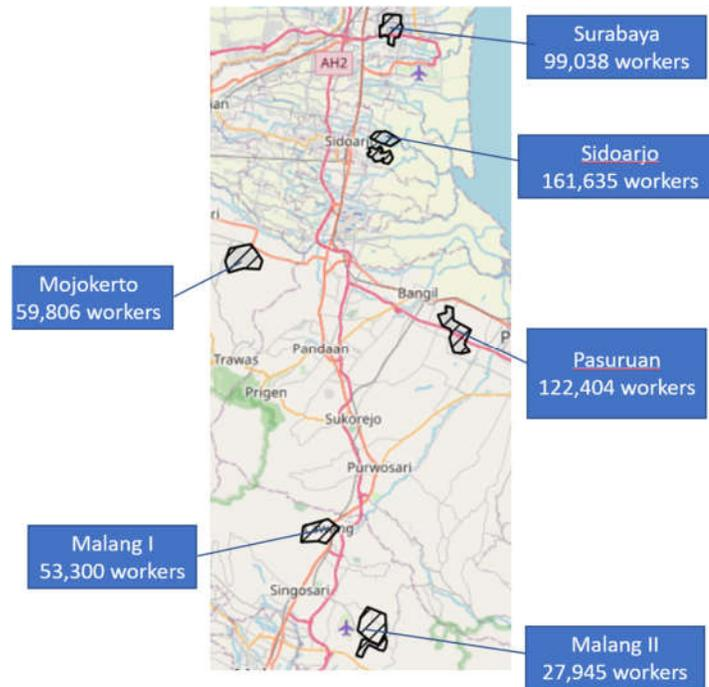 Surabaya
99,038 workers
AH2
Sidoarjo
161,635 workers
Mojokerto
59,806 workers
Bangil
Pandaan
Trawas
Prigen
Pasuruan
122,404 workers
Sukorejo
Purwosari
Malang I
53,300 workers
Singosari
Malang II
27,945 workers